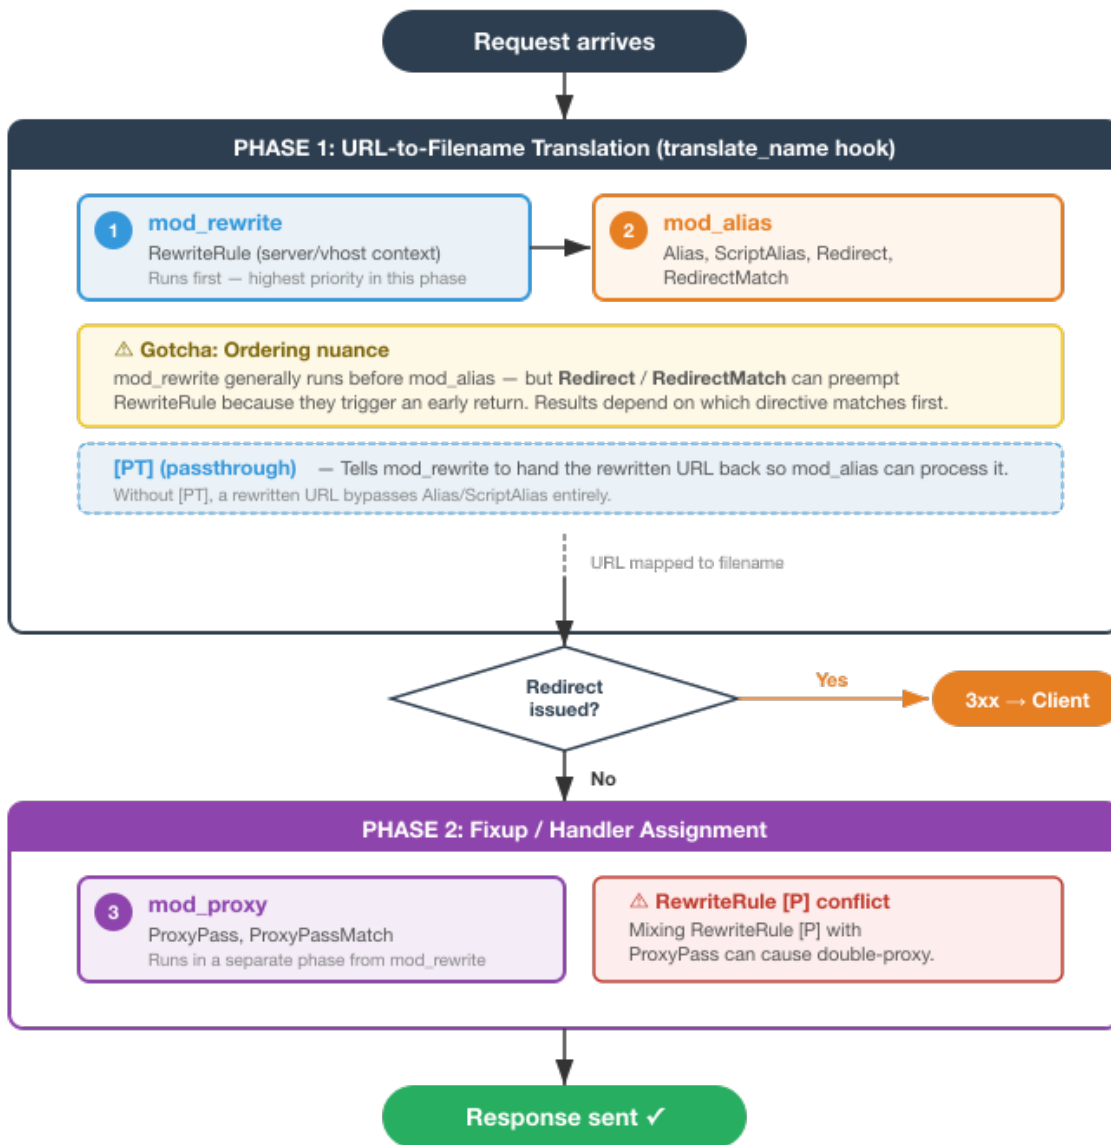 Request arrives
PHASE 1: URL-to-Filename Translation (translate_name hook)
1
mod_rewrite
RewriteRule (server/vhost context)
Runs first — highest priority in this phase
2
mod_alias
Alias, ScriptAlias, Redirect,
RedirectMatch
⚠ Gotcha: Ordering nuance
mod_rewrite generally runs before mod_alias — but Redirect / RedirectMatch can preempt
RewriteRule because they trigger an early return. Results depend on which directive matches first.
[PT] (passthrough) — Tells mod_rewrite to hand the rewritten URL back so mod_alias can process it.
Without [PT], a rewritten URL bypasses Alias/ScriptAlias entirely.
URL mapped to filename
Redirect
issued?
Yes
3xx → Client
No
PHASE 2: Fixup / Handler Assignment
3
mod_proxy
ProxyPass, ProxyPassMatch
Runs in a separate phase from mod_rewrite
⚠ RewriteRule [P] conflict
Mixing RewriteRule [P] with
ProxyPass can cause double-proxy.
Response sent ✓